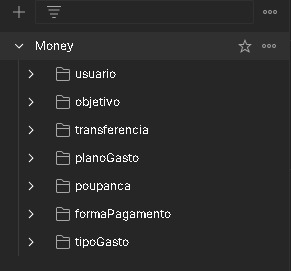 Money
usuario
objetivo
transferencia
planoGasto
poupanca
formaPagamento
tipoGasto